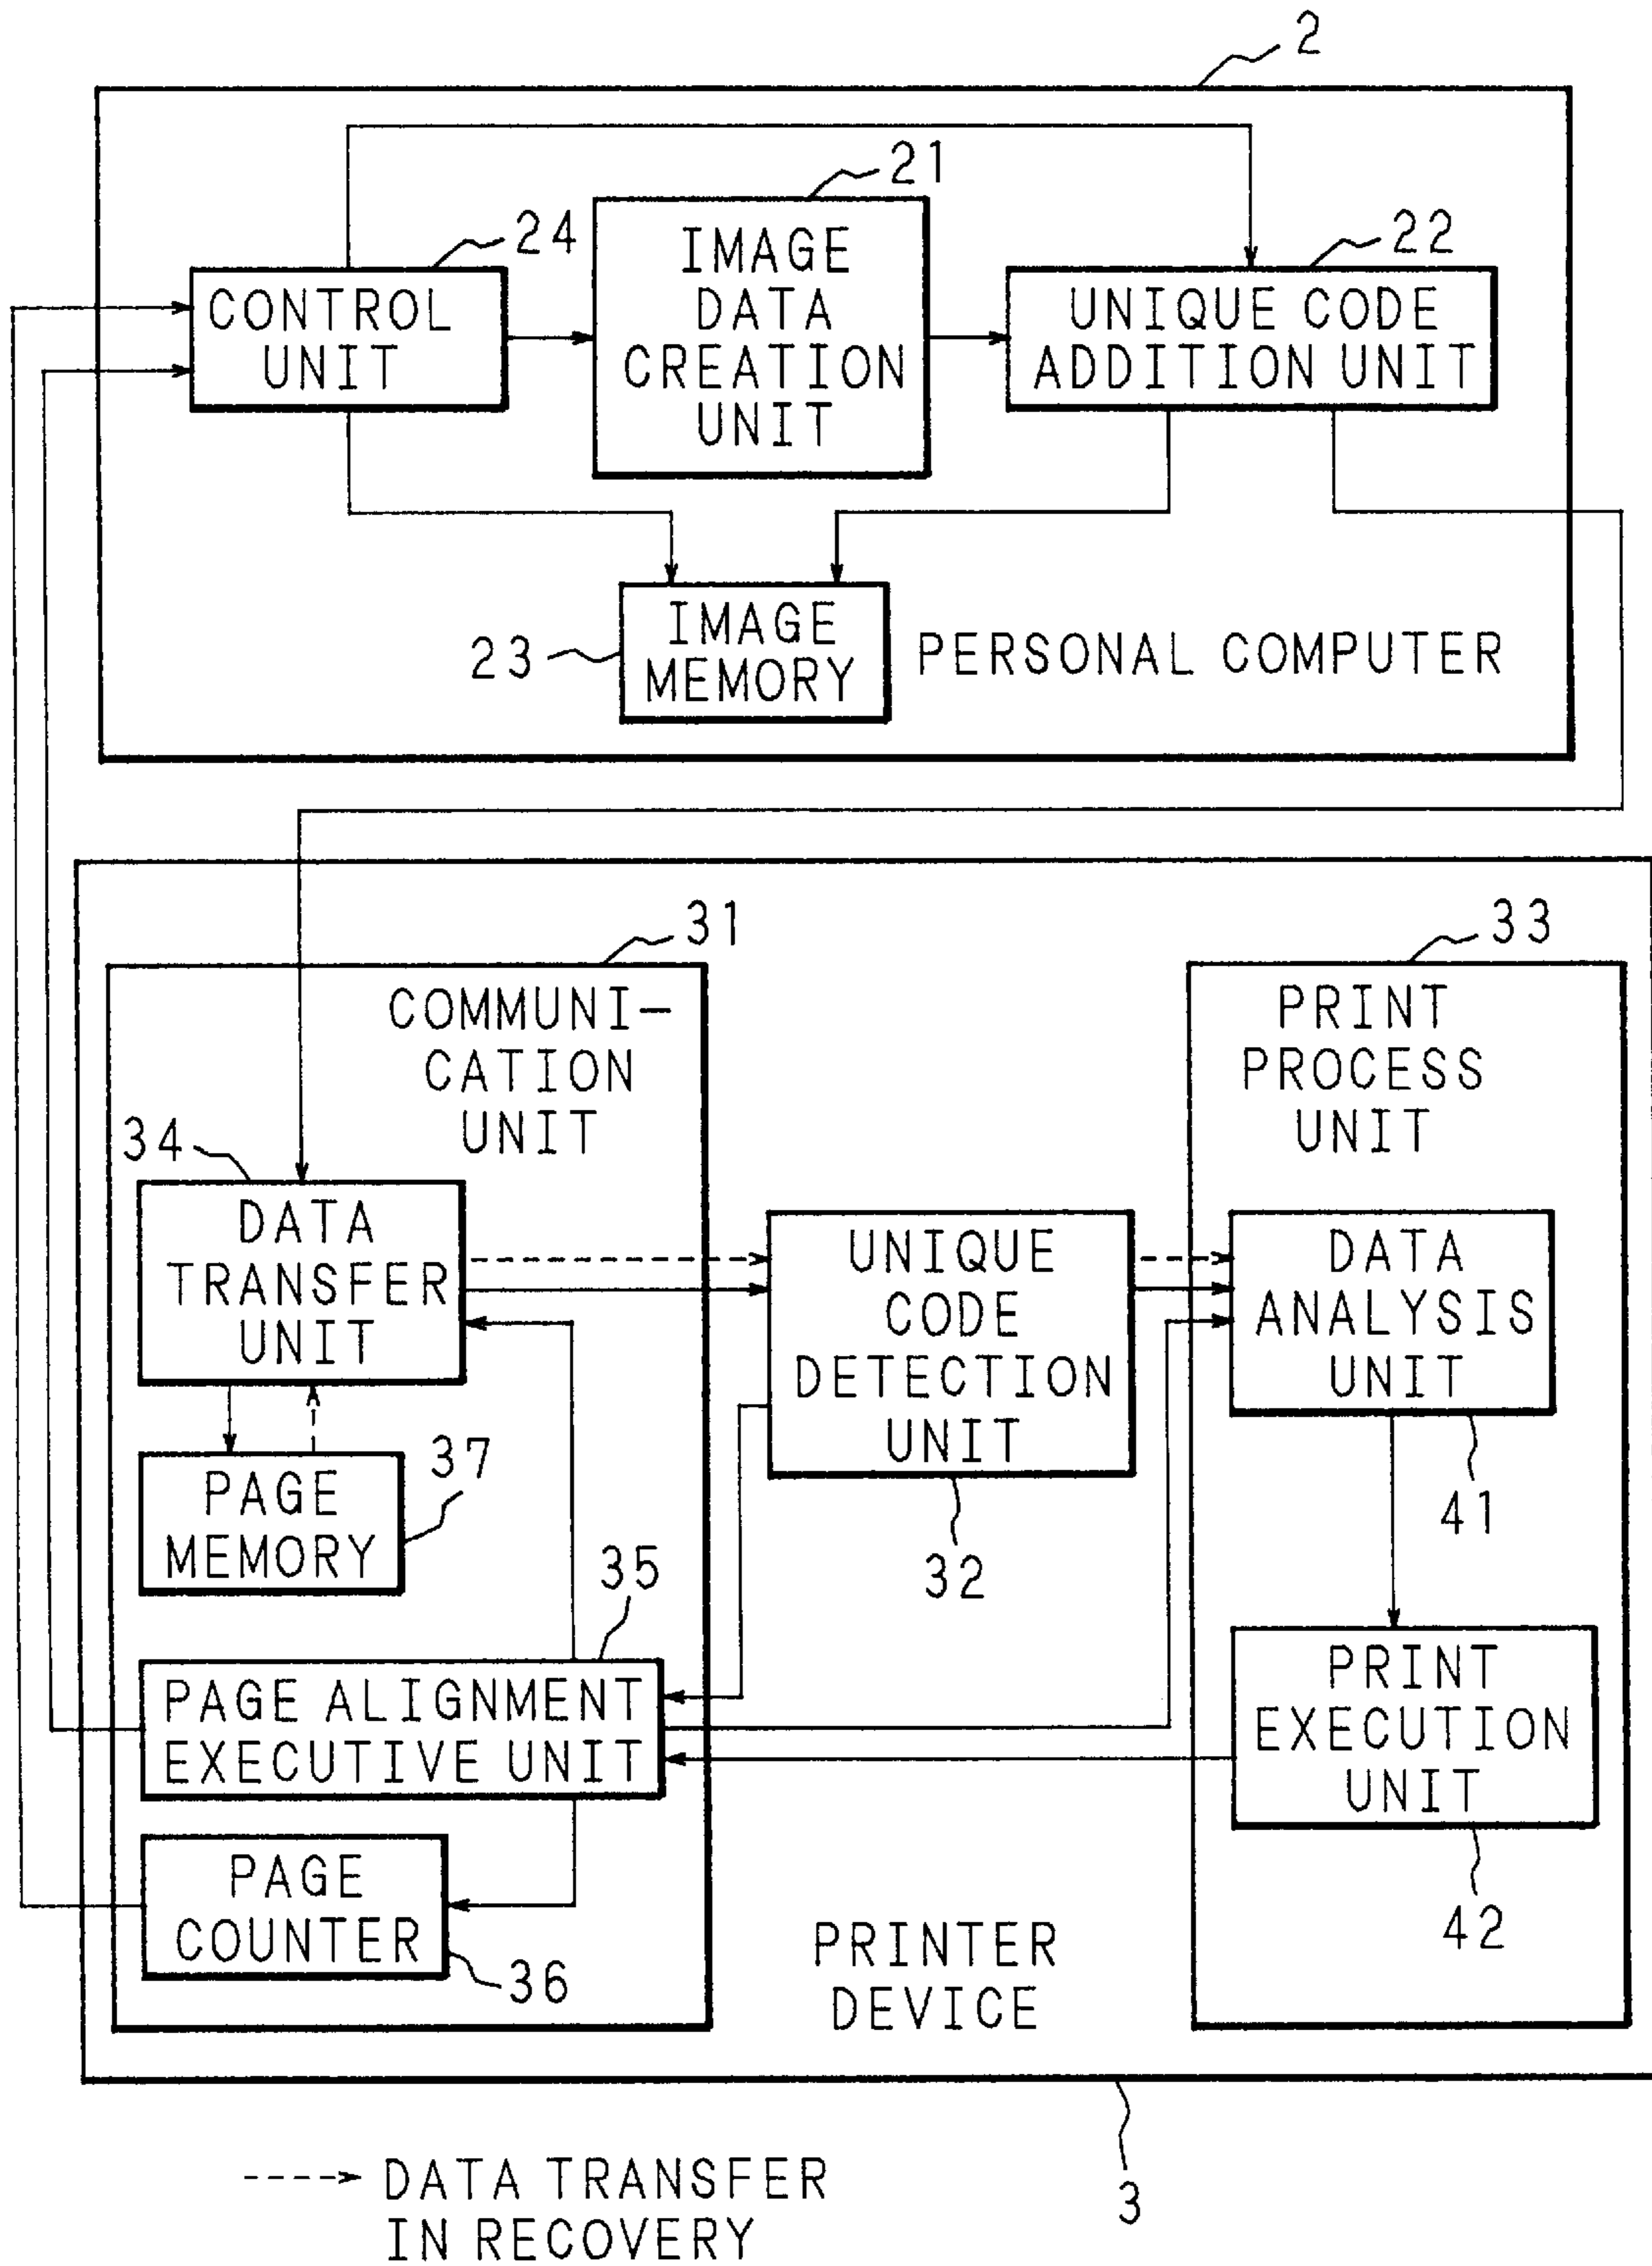 2
21
24
22
CONTROL
UNIT
IMAGE
DATA
CREATION
UNIT
UNIQUE CODE
ADDITION UNIT
23
IMAGE
MEMORY
PERSONAL COMPUTER
31
33
COMMUNI-
CATION
UNIT
PRINT
PROCESS
UNIT
34
DATA
TRANSFER
UNIT
UNIQUE
CODE
DETECTION
UNIT
DATA
ANALYSIS
UNIT
37
PAGE
MEMORY
41
32
35
PAGE ALIGNMENT
EXECUTIVE UNIT
PRINT
EXECUTION
UNIT
PAGE
COUNTER
36
42
PRINTER
DEVICE
3
DATA TRANSFER
IN RECOVERY